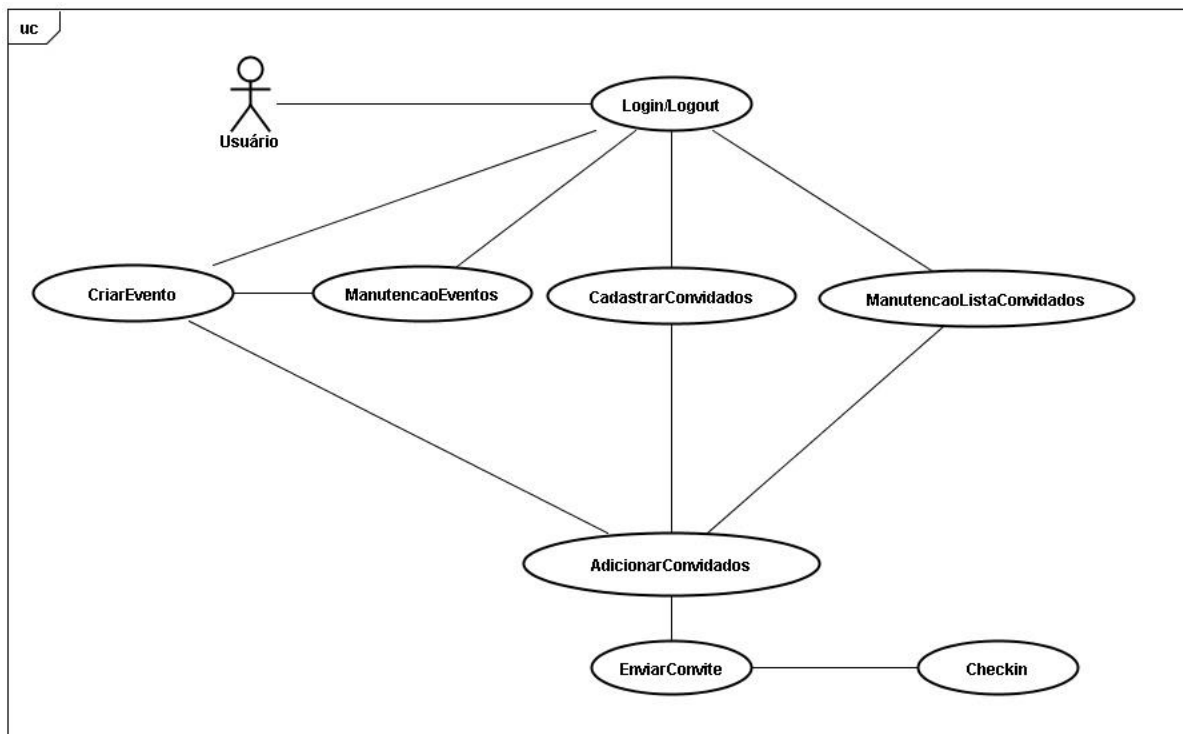 uc
Login/Logout
Usuário
CriarEvento
ManutencaoEventos
CadastrarConvidados
ManutencaoListaConvidados
AdicionarConvidados
EnviarConvite
Checkin